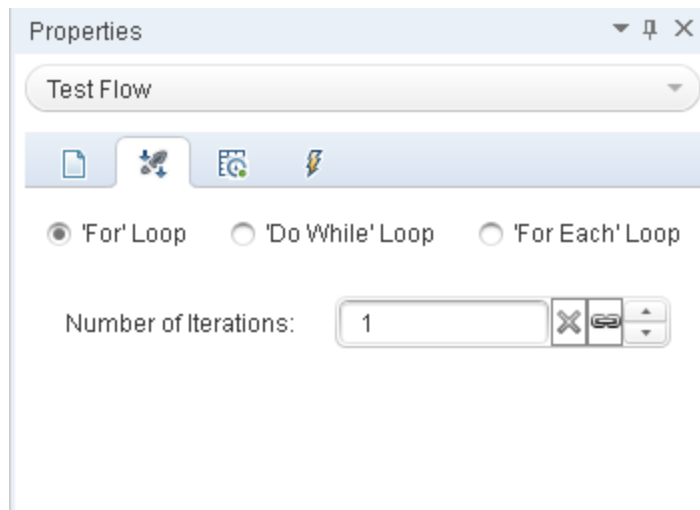 Properties
Test Flow
'For' Loop 'Do While' Loop 'For Each' Loop
Number of Iterations: 1